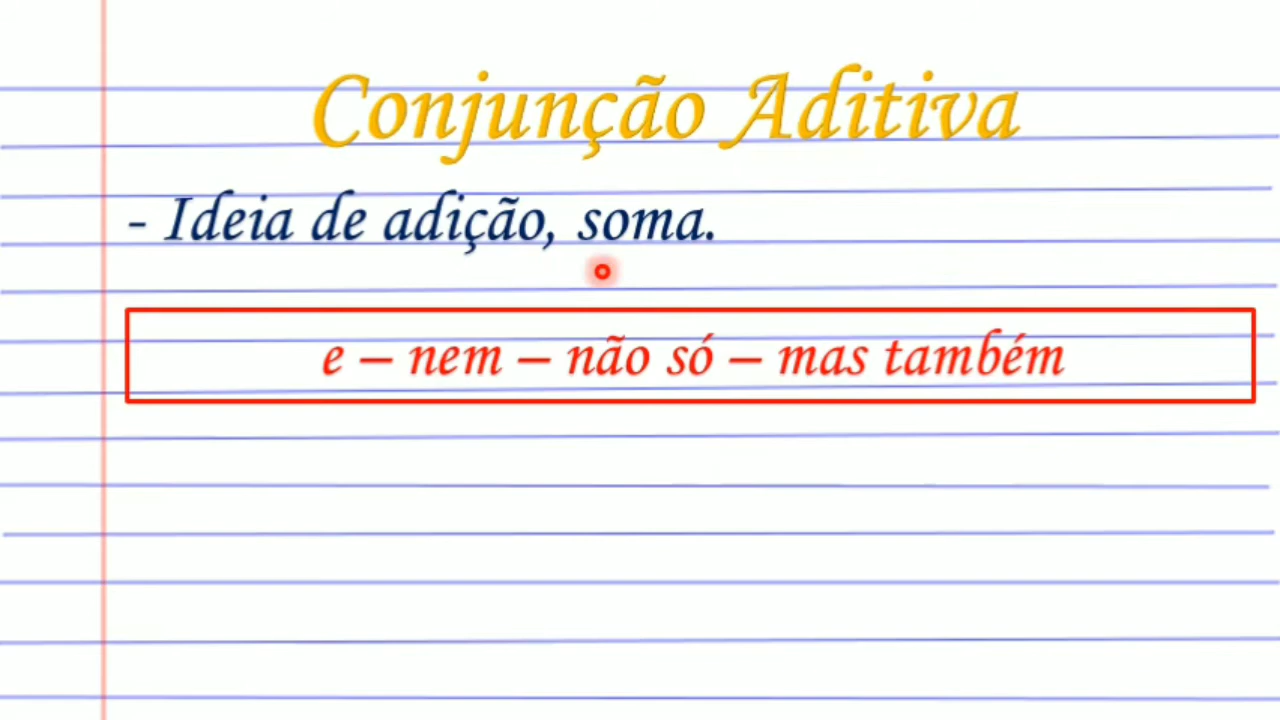 Conjunção Aditiva
- Ideia de adição, soma.
e – nem – não só – mas também